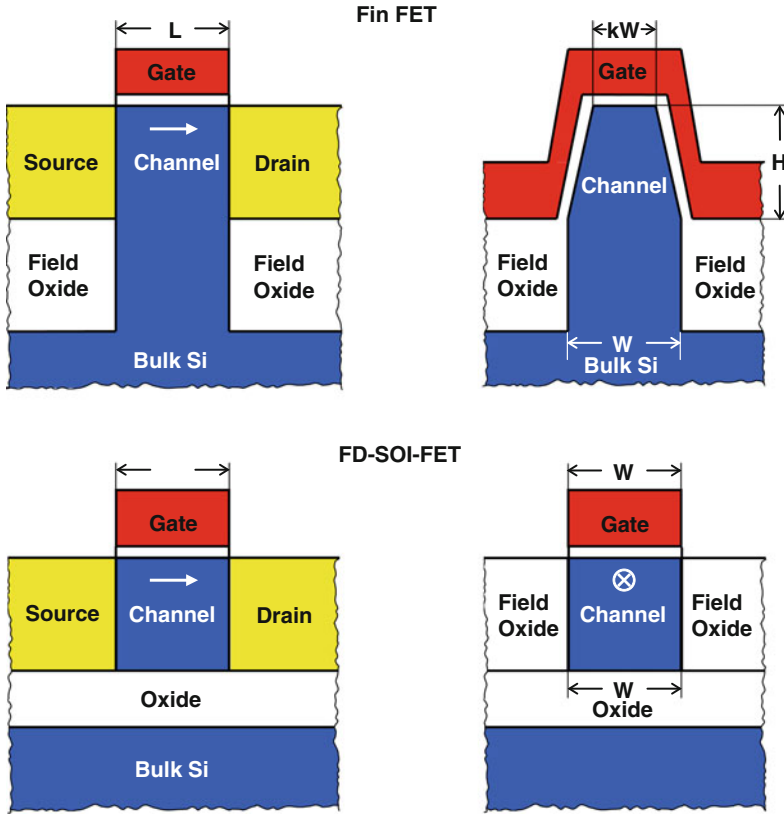 Fin FET
L
kW
Gate
Gate
Source
Channel
Drain
Channel
H
Field
Oxide
Field
Oxide
Field
Oxide
Field
Oxide
W
Bulk Si
Bulk Si
FD-SOI-FET
W
Gate
Gate
Source
Channel
Drain
Field
Oxide
Channel
Field
Oxide
W
Oxide
Oxide
Bulk Si